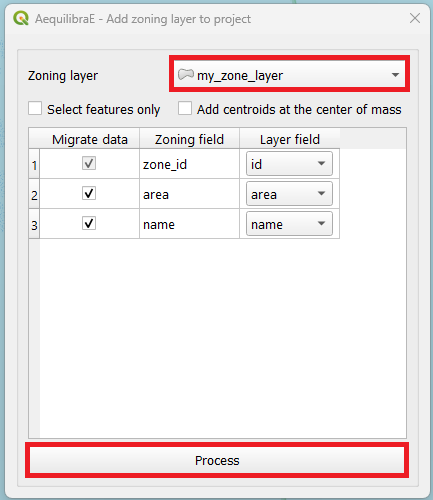 AequilibraE - Add zoning layer to project
Zoning layer my_zone_layer
Select features only Add centroids at the center of mass
Migrate data Zoning field Layer field
1 zone_id id
2 area area
3 name name
Process